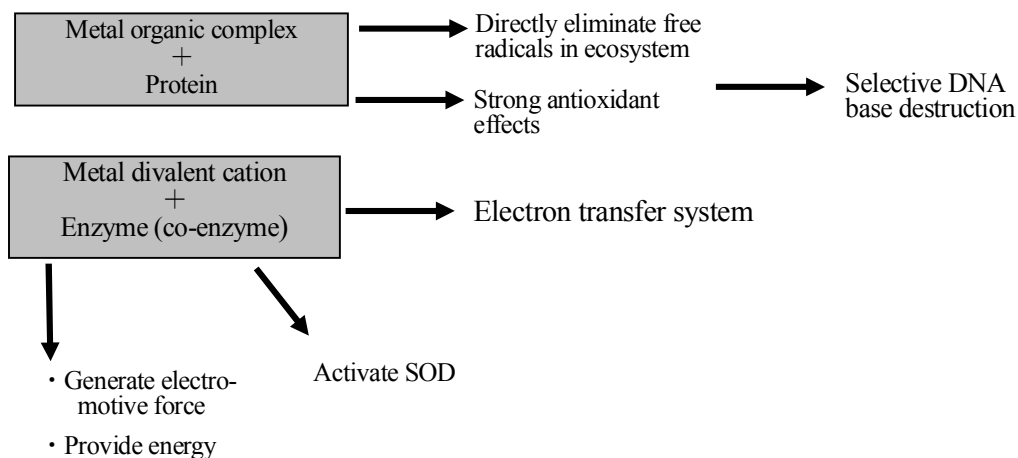 Metal organic complex
+
Protein
Directly eliminate free
radicals in ecosystem
Strong antioxidant
effects
Selective DNA
base destruction
Metal divalent cation
+
Enzyme (co-enzyme)
Electron transfer system
・Generate electro-
motive force
・Provide energy
Activate SOD